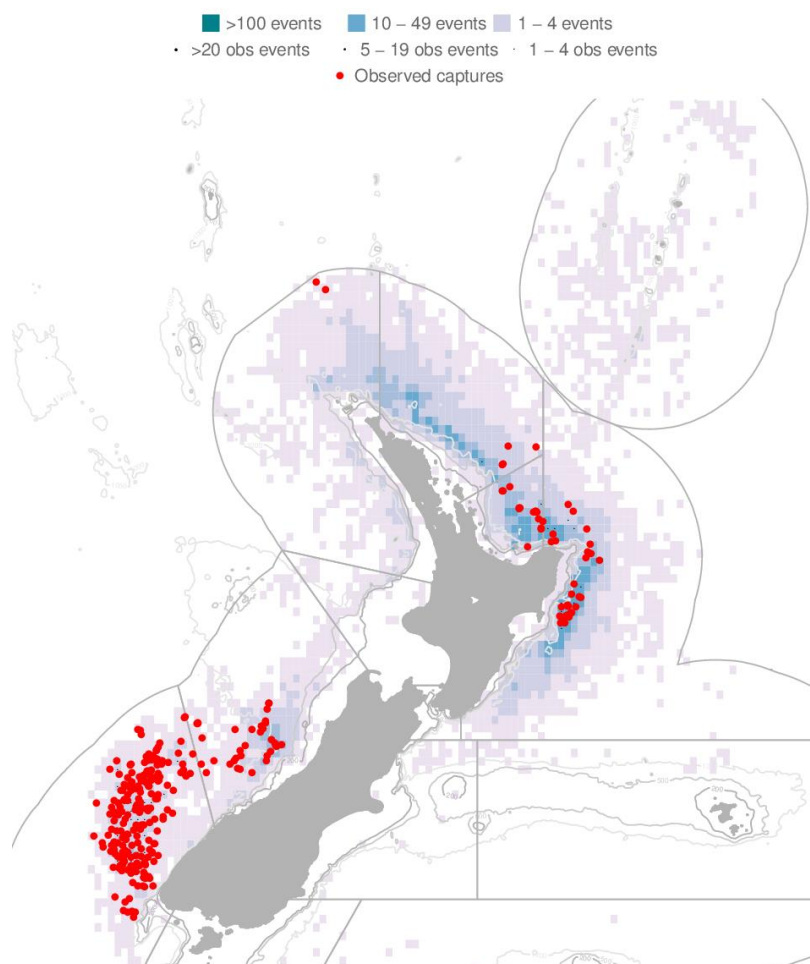 >100 events 10 – 49 events 1 – 4 events
>20 obs events 5 – 19 obs events 1 – 4 obs events
Observed captures